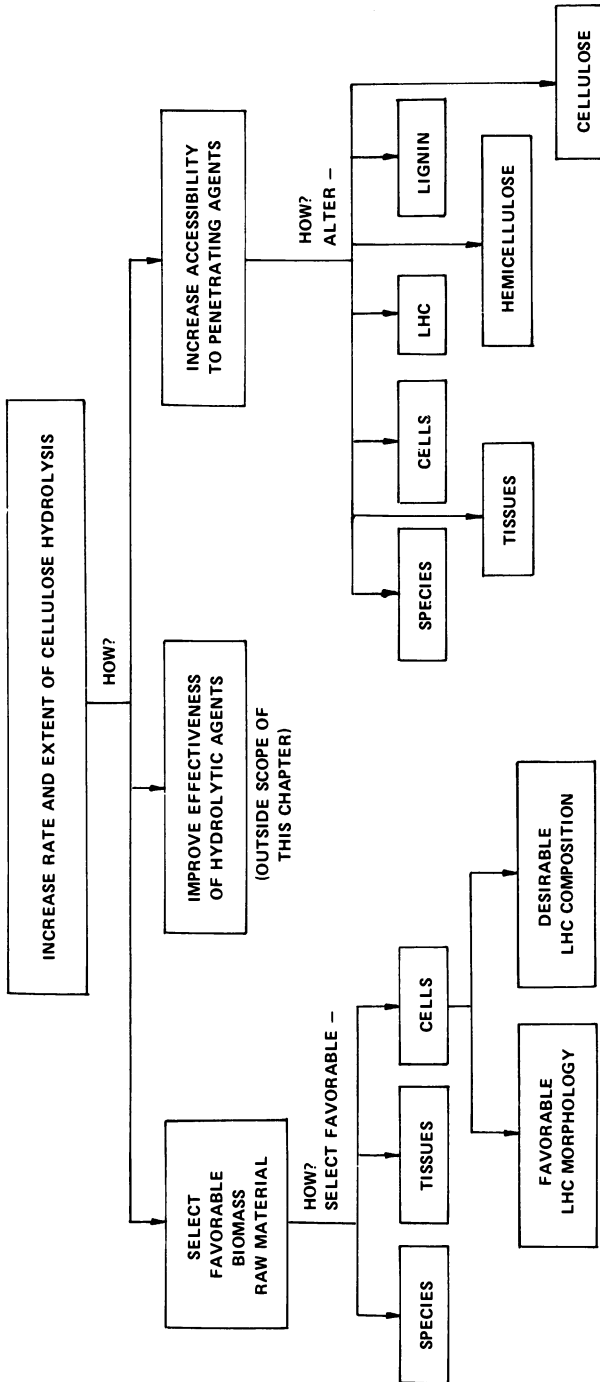 INCREASE RATE AND EXTENT OF CELLULOSE HYDROLYSIS
HOW?
SELECT
FAVORABLE
BIOMASS
RAW MATERIAL
IMPROVE EFFECTIVENESS
OF HYDROLYTIC AGENTS
(OUTSIDE SCOPE OF
THIS CHAPTER)
INCREASE ACCESSIBILITY
TO PENETRATING AGENTS
HOW?
SELECT FAVORABLE –
SPECIES
TISSUES
CELLS
FAVORABLE
LHC MORPHOLOGY
DESIRABLE
LHC COMPOSITION
HOW?
ALTER –
SPECIES
TISSUES
CELLS
LHC
HEMICELLULOSE
LIGNIN
CELLULOSE